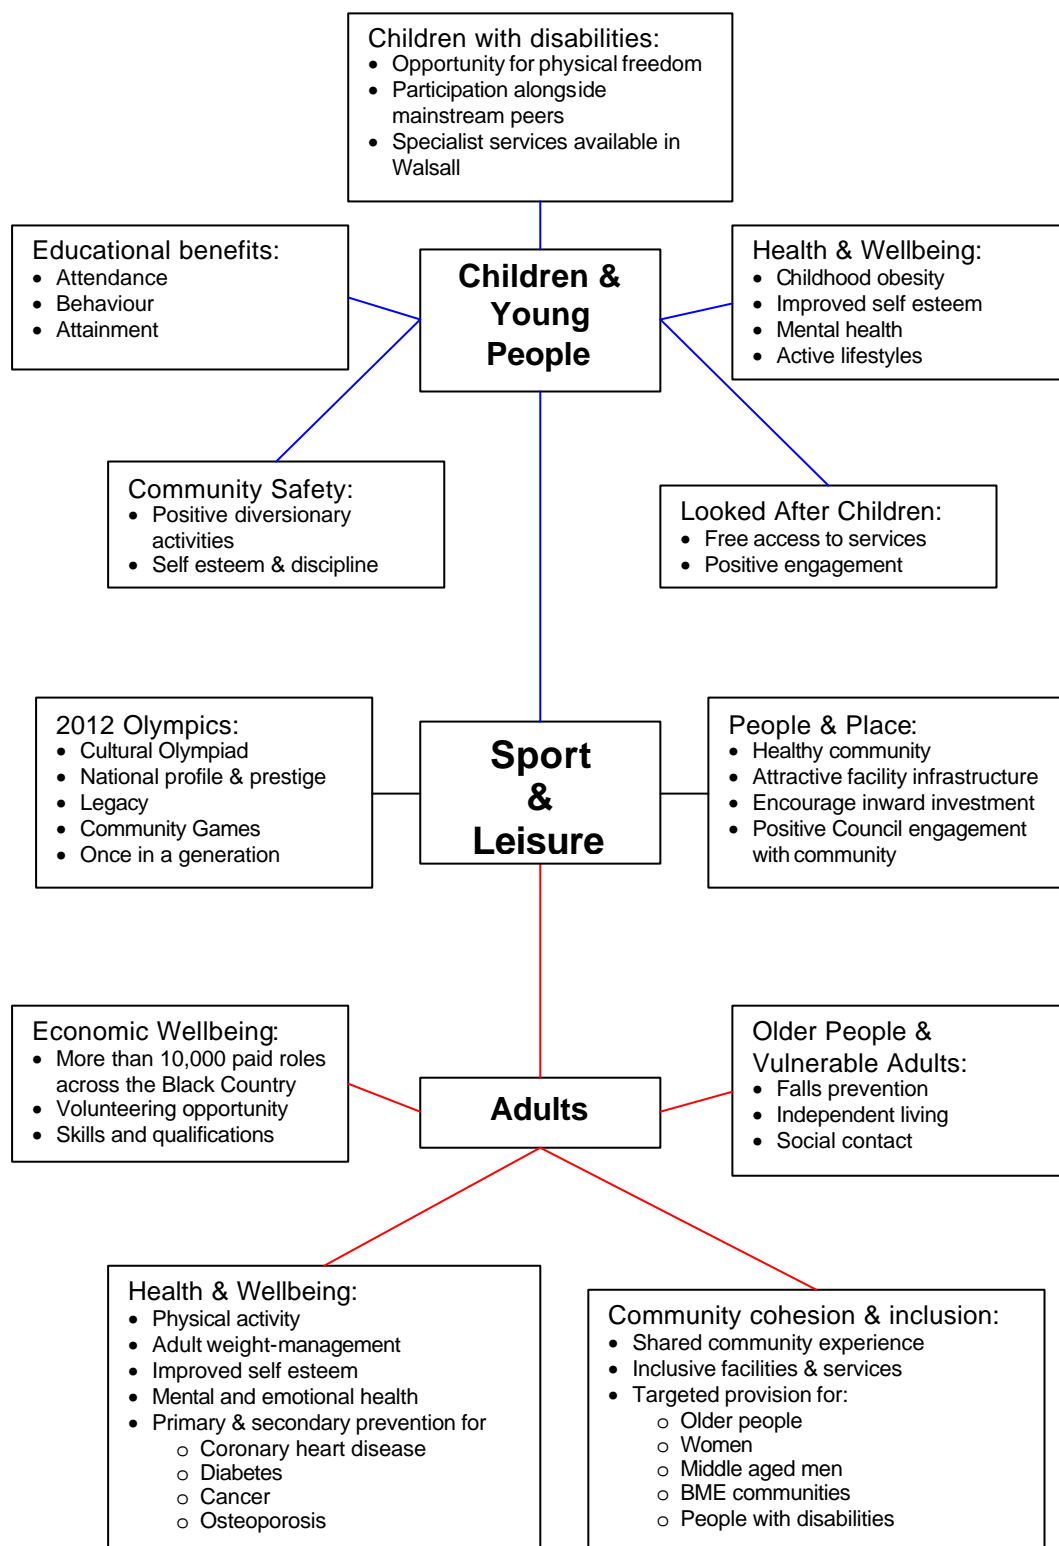 Children with disabilities:
• Opportunity for physical freedom
• Participation alongside
mainstream peers
• Specialist services available in
Walsall
Educational benefits:
• Attendance
• Behaviour
• Attainment
Children &
Young
People
Health & Wellbeing:
• Childhood obesity
• Improved self esteem
• Mental health
• Active lifestyles
Community Safety:
• Positive diversionary
activities
• Self esteem & discipline
Looked After Children:
• Free access to services
• Positive engagement
2012 Olympics:
• Cultural Olympiad
• National profile & prestige
• Legacy
• Community Games
• Once in a generation
Sport
&
Leisure
People & Place:
• Healthy community
• Attractive facility infrastructure
• Encourage inward investment
• Positive Council engagement
with community
Economic Wellbeing:
• More than 10,000 paid roles
across the Black Country
• Volunteering opportunity
• Skills and qualifications
Adults
Older People &
Vulnerable Adults:
• Falls prevention
• Independent living
• Social contact
Health & Wellbeing:
• Physical activity
• Adult weight-management
• Improved self esteem
• Mental and emotional health
• Primary & secondary prevention for
o Coronary heart disease
o Diabetes
o Cancer
o Osteoporosis
Community cohesion & inclusion:
• Shared community experience
• Inclusive facilities & services
• Targeted provision for:
o Older people
o Women
o Middle aged men
o BME communities
o People with disabilities